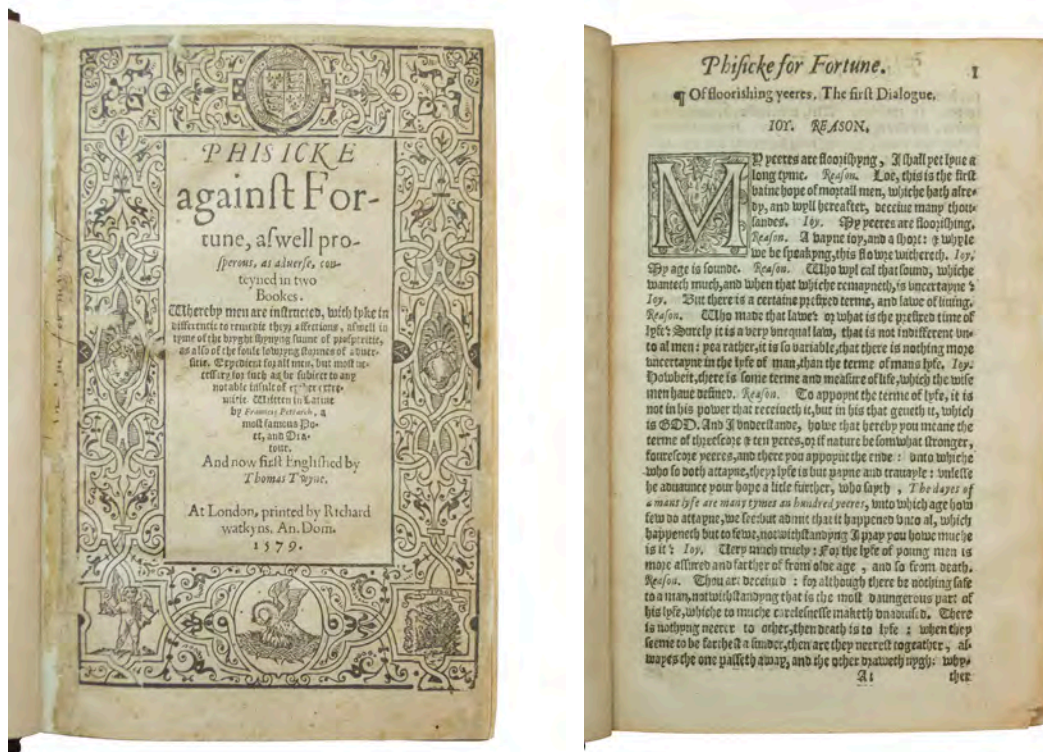 PHISICKE
againſt For-
tune, aſwell pro-
ſperous, as aduerſe, con-
teyned in two
Bookes.
Whereby men are inſtructed, with lyke in
differencie to remedie theyr affections, aſwell in
tyme of the bryght ſhynyng ſunne of proſperitie,
as alſo of the foule lowryng ſtormes of aduer-
ſitie. Expedient for all men, but moſt ne-
ceſſary for ſuch as be ſubiect to any
notable inſult of eyther extre-
mitie. Written in Latine
by Frauncis Petrarch, a
moſt famous Po-
et, and Ora-
tour.
And now firſt Engliſhed by
Thomas Twyne.
At London, printed by Richard
watkyns. An. Dom.
1579.
Phiſicke for Fortune. 1
¶ Of flooriſhing yeeres, The firſt Dialogue.
IOY. REASON.
MY yeeres are flooriſhyng, I ſhall yet lyue a
long tyme. Reaſon. Loe, this is the firſt
vaine hope of mortall men, whiche hath alre-
dy, and wyll hereafter, deceiue many thou-
ſandes. Ioy. My yeeres are flooriſhing.
Reaſon. A vayne ioy, and a ſhort: & whyle
we be ſpeakyng, this flowre withereth. Ioy.
My age is ſounde. Reaſon. Who wyl cal that ſound, whiche
wanteth much, and when that whiche remayneth, is vncertayne?
Ioy. But there is a certaine prefixed terme, and lawe of liuing.
Reaſon. Who made that lawe? or what is the prefixed time of
lyfe? Surely it is a very vnequal law, that is not indifferent vn-
to al men: yea rather, it is ſo variable, that there is nothing more
vncertayne in the lyfe of man, than the terme of mans lyfe. Ioy.
Howbeit, there is ſome terme and meaſure of life, which the wiſe
men haue defined. Reaſon. To appoynt the terme of lyfe, it is
not in his power that receiueth it, but in his that geueth it, which
is GOD. And I vnderſtande, howe that hereby you meane the
terme of threeſcore & ten yeres, or if nature be ſomwhat ſtronger,
foureſcore yeeres, and there you appoynt the ende: vnto whiche
who ſo doth attayne, theyr lyfe is but payne and trauayle: vnleſſe
he aduaunce your hope a litle further, who ſayth, The dayes of
a mans lyfe are many tymes an hundred yeeres, vnto which age how
few do attayne, we ſee: but admit that it happened vnto al, which
happeneth but to fewe, notwithſtandyng I pray you howe muche
is it? Ioy. Very much truely: For the lyfe of young men is
more aſſured and farther of from olde age, and ſo from death.
Reaſon. Thou art deceiued: for although there be nothing ſafe
to a man, notwithſtandyng that is the moſt daungerous part of
his lyfe, whiche to muche careleſneſſe maketh vnaduiſed. There
is nothyng neerer to other, then death is to lyfe: when they
ſeeme to be fartheſt a ſunder, then are they neereſt togeather, al-
wayes the one paſſeth away, and the other draweth nygh: why-
A1 ther